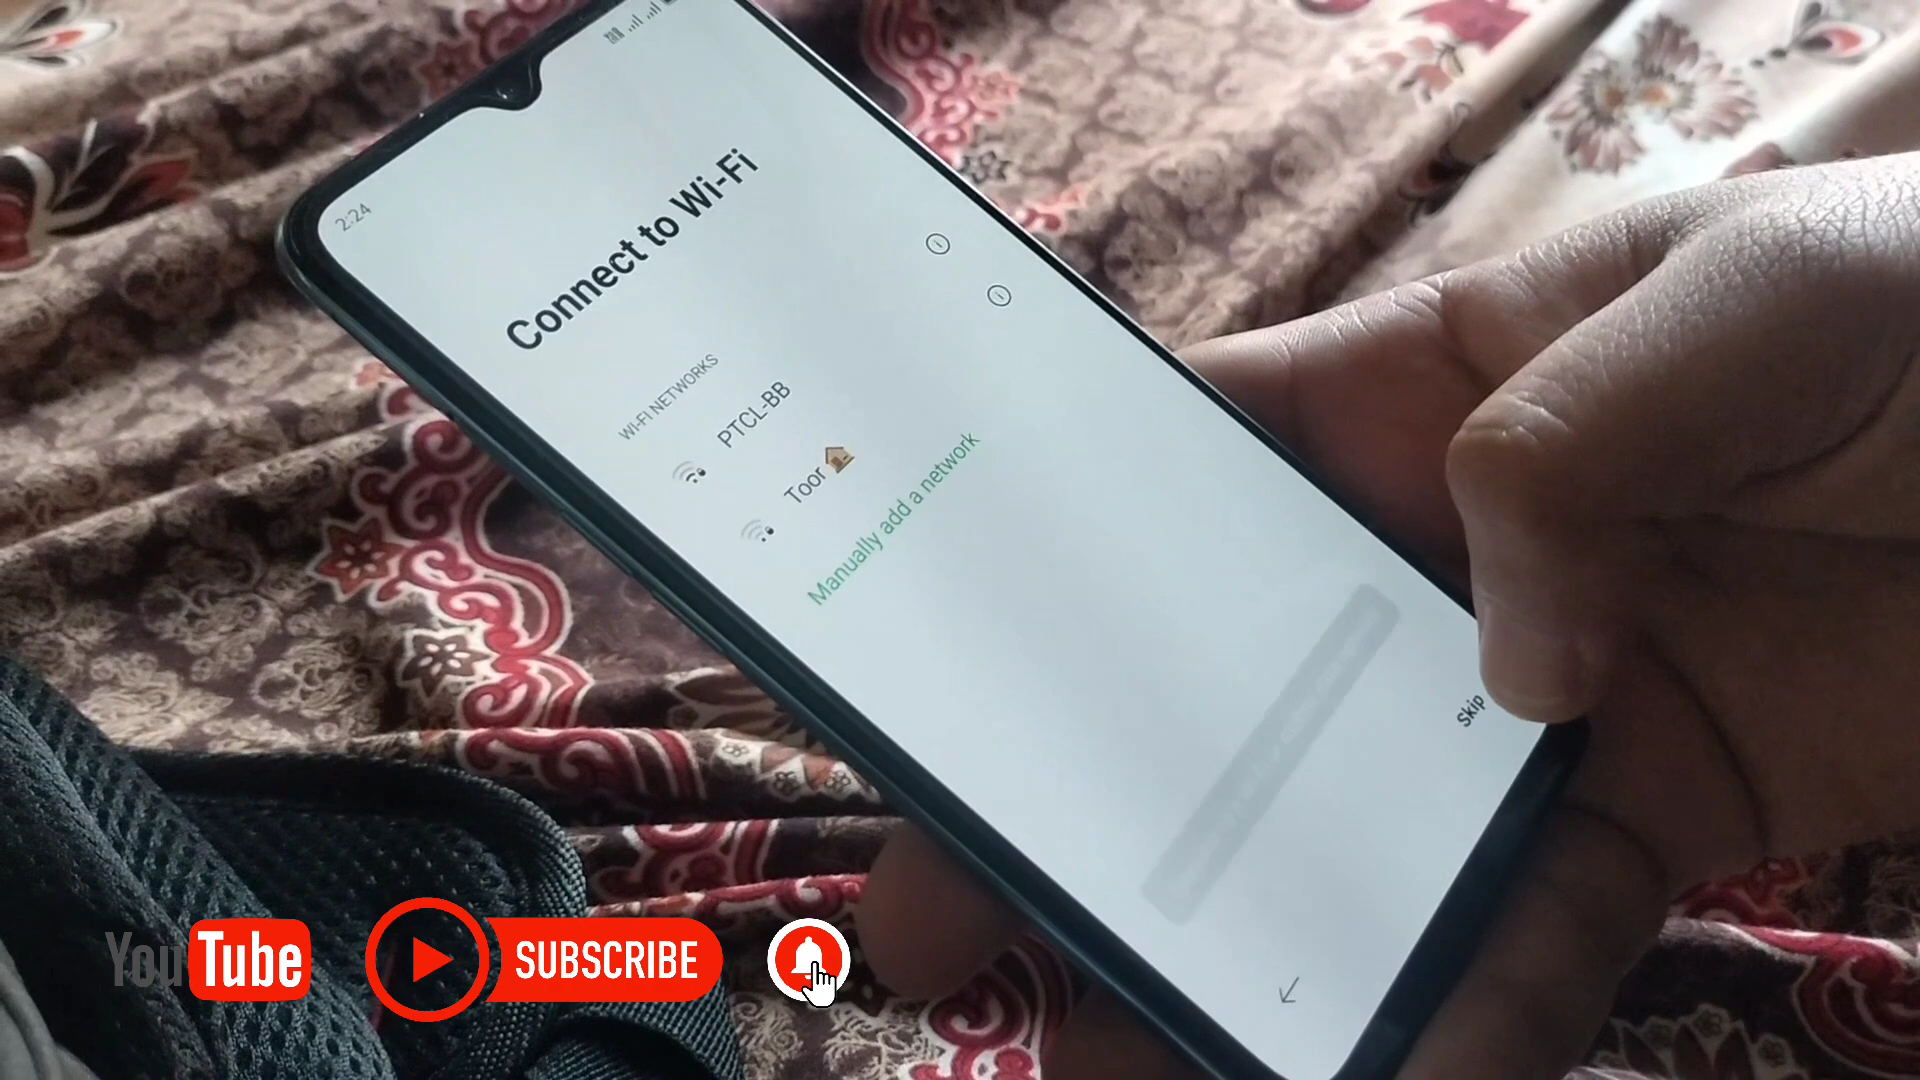 2:24
Connect to Wi-Fi
WI-FI NETWORKS
PTCL-BB
Toor🏠
Manually add a network
Skip
YouTube
SUBSCRIBE